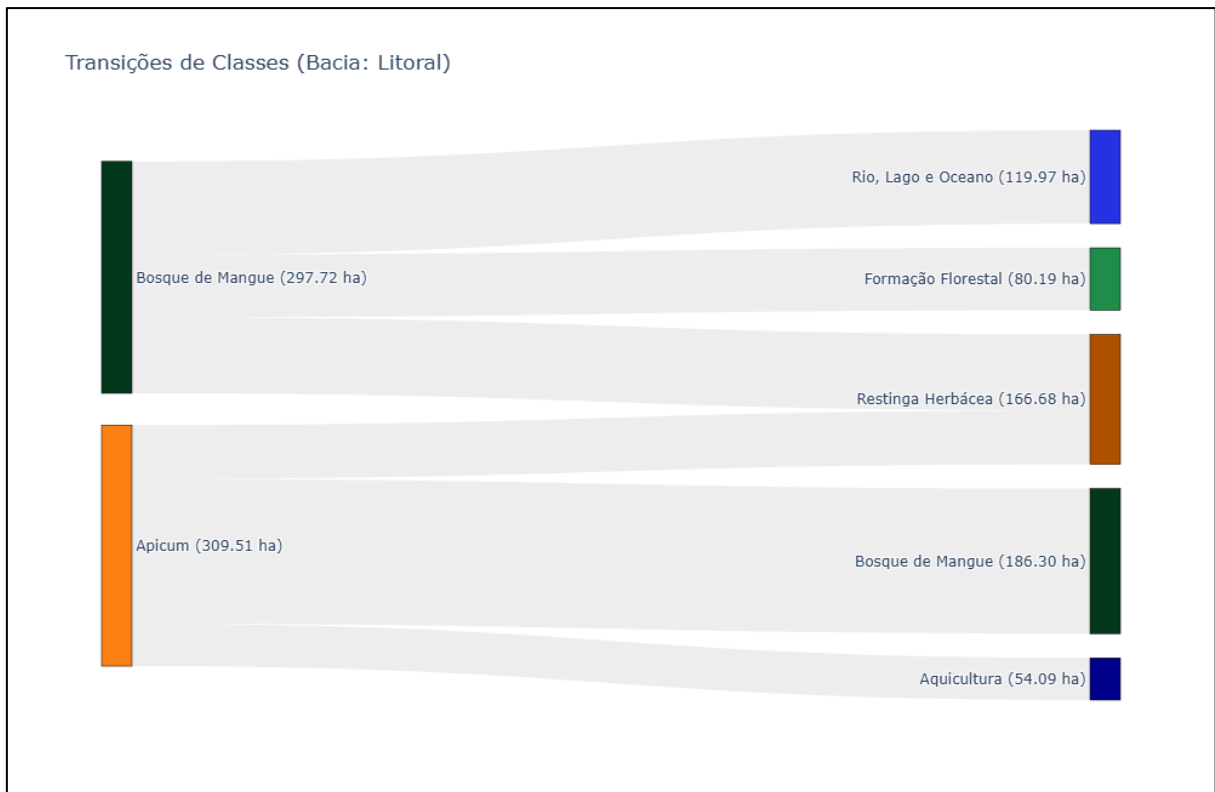 Transições de Classes (Bacia: Litoral)
Rio, Lago e Oceano (119.97 ha)
Bosque de Mangue (297.72 ha)
Formação Florestal (80.19 ha)
Restinga Herbácea (166.68 ha)
Apicum (309.51 ha)
Bosque de Mangue (186.30 ha)
Aquicultura (54.09 ha)